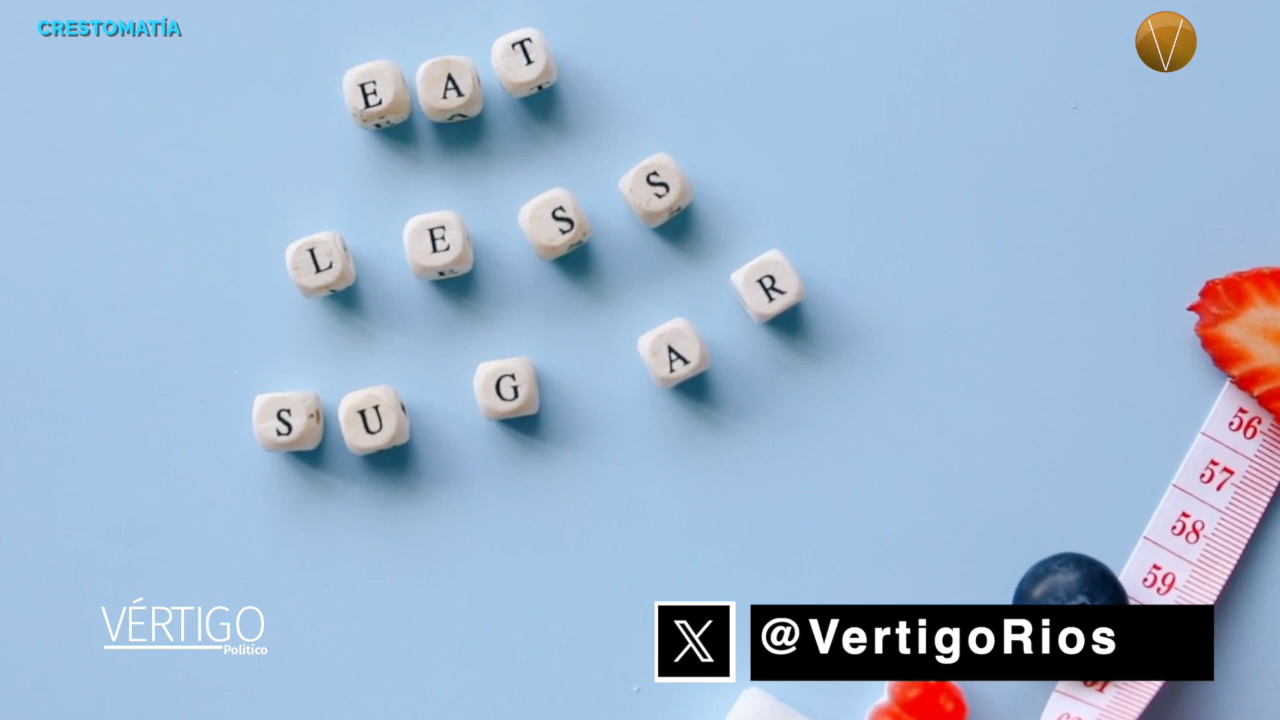 CRESTOMATÍA
V
EAT
LESS
SUGAR
56
57
58
59
VÉRTIGO
Político
X
@VertigoRios